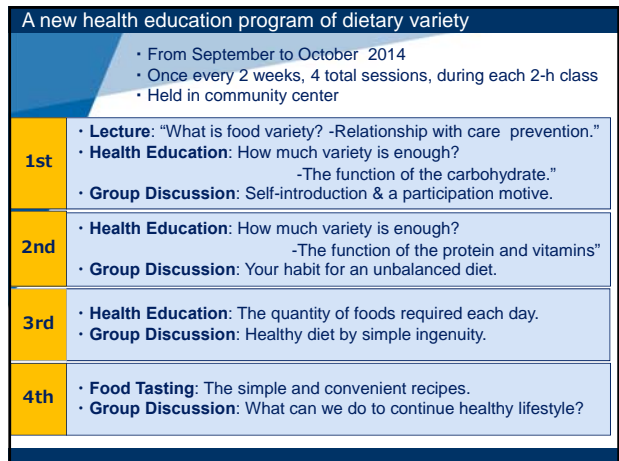 A new health education program of dietary variety
・From September to October 2014
・Once every 2 weeks, 4 total sessions, during each 2-h class
・Held in community center
1st
・Lecture: “What is food variety? -Relationship with care prevention.”
・Health Education: How much variety is enough?
-The function of the carbohydrate.”
・Group Discussion: Self-introduction & a participation motive.
2nd
・Health Education: How much variety is enough?
-The function of the protein and vitamins”
・Group Discussion: Your habit for an unbalanced diet.
3rd
・Health Education: The quantity of foods required each day.
・Group Discussion: Healthy diet by simple ingenuity.
4th
・Food Tasting: The simple and convenient recipes.
・Group Discussion: What can we do to continue healthy lifestyle?